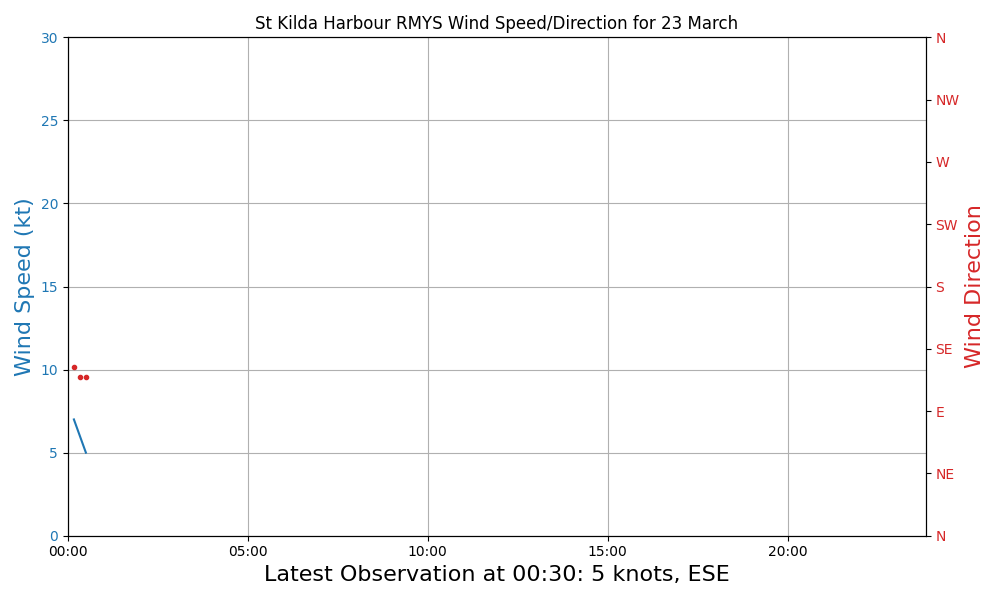 St Kilda Harbour RMYS Wind Speed/Direction for 23 March
30
25
20
15
10
5
0
Wind Speed (kt)
N
NW
W
SW
S
SE
E
NE
N
Wind Direction
00:00
05:00
10:00
15:00
20:00
Latest Observation at 00:30: 5 knots, ESE